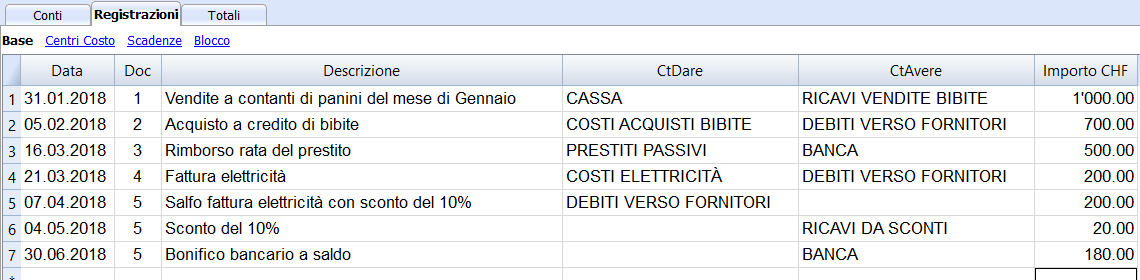 Conti Registrazioni Totali
Base Centri Costo Scadenze Blocco
Data Doc Descrizione CtDare CtAvere Importo CHF
1 31.01.2018 1 Vendite a contanti di panini del mese di Gennaio CASSA RICAVI VENDITE BIBITE 1'000.00
2 05.02.2018 2 Acquisto a credito di bibite COSTI ACQUISTI BIBITE DEBITI VERSO FORNITORI 700.00
3 16.03.2018 3 Rimborso rata del prestito PRESTITI PASSIVI BANCA 500.00
4 21.03.2018 4 Fattura elettricità COSTI ELETTRICITÀ DEBITI VERSO FORNITORI 200.00
5 07.04.2018 5 Salfo fattura elettricità con sconto del 10% DEBITI VERSO FORNITORI 200.00
6 04.05.2018 5 Sconto del 10% RICAVI DA SCONTI 20.00
7 30.06.2018 5 Bonifico bancario a saldo BANCA 180.00
*